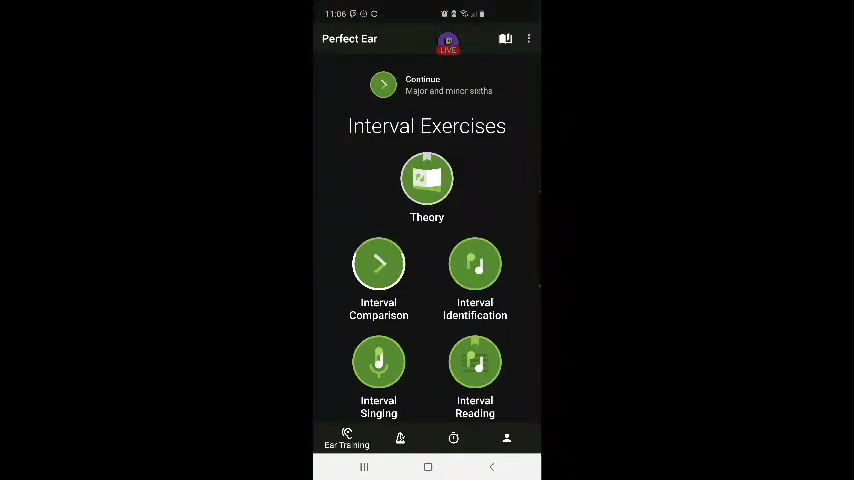 11:06
Perfect Ear
LIVE
Continue
Major and minor sixths
Interval Exercises
Theory
Interval
Comparison
Interval
Identification
Interval
Singing
Interval
Reading
Ear Training